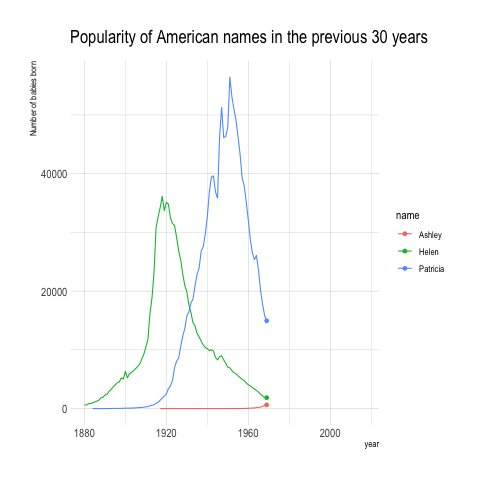 Popularity of American names in the previous 30 years
Number of babies born
40000
20000
0
1880
1920
1960
2000
year
name
Ashley
Helen
Patricia